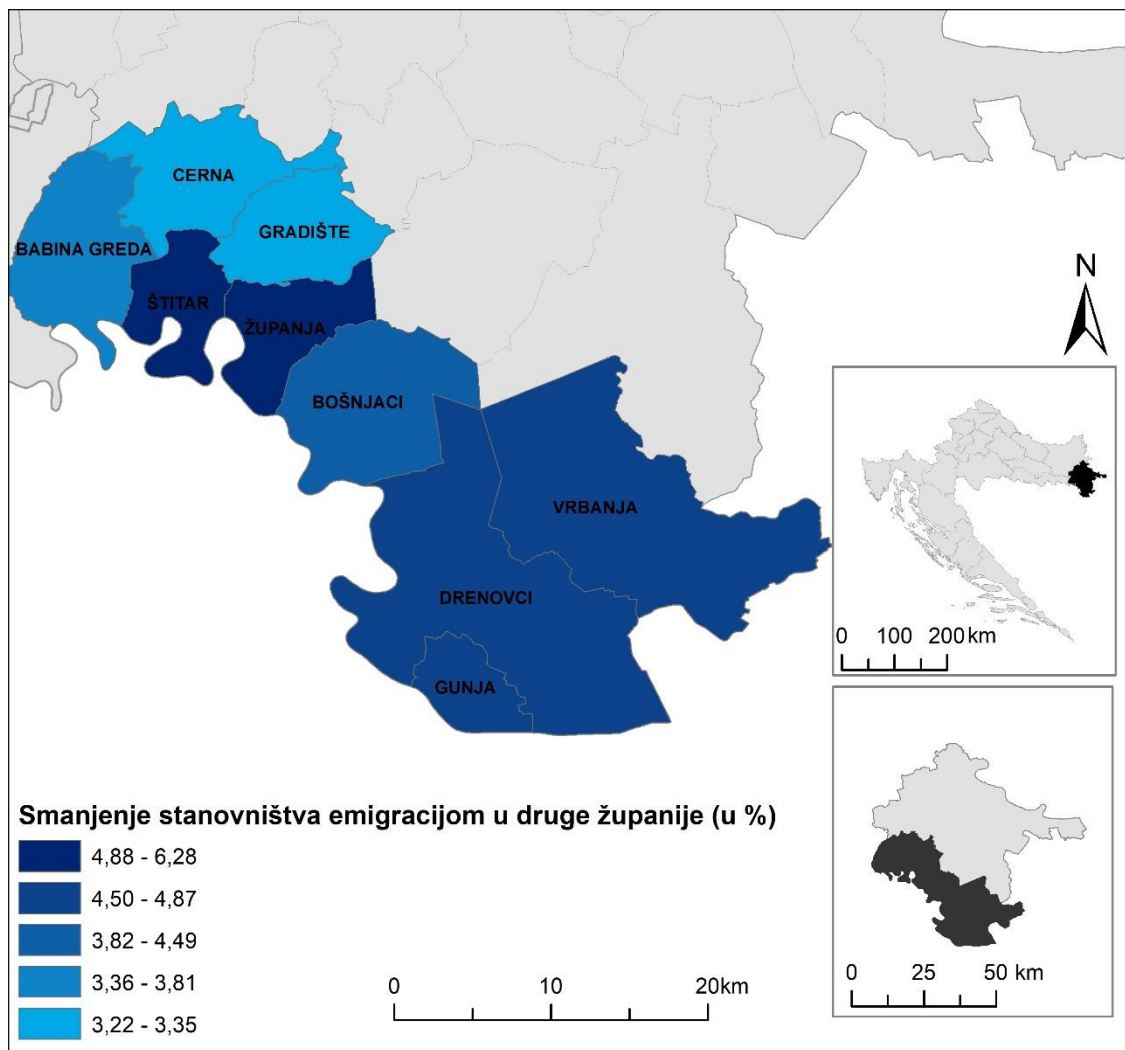 CERNA
GRADIŠTE
BABINA GREDA
ŠTITAR
ŽUPANJA
BOŠNJACI
VRBANJA
DRENOVCI
GUNJA
N
0 100 200 km
0 25 50 km
Smanjenje stanovništva emigracijom u druge županije (u %)
4,88 - 6,28
4,50 - 4,87
3,82 - 4,49
3,36 - 3,81
3,22 - 3,35
0 10 20km